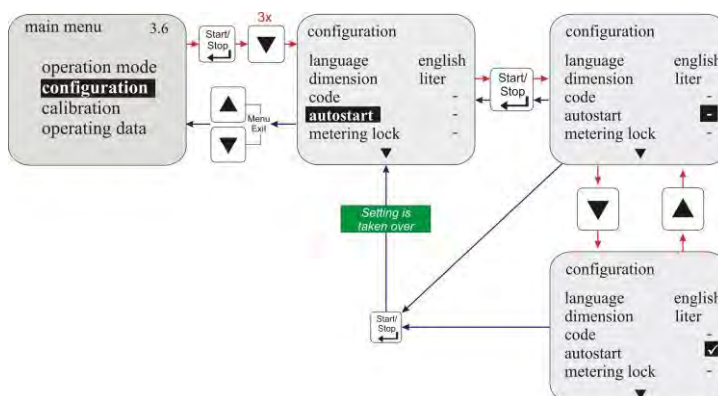 main menu 3.6
operation mode
configuration
calibration
operating data
Start/
Stop
3x
Menu
Exit
configuration
language english
dimension liter
code -
autostart -
metering lock -
Start/
Stop
configuration
language english
dimension liter
code -
autostart -
metering lock -
Setting is
taken over
Start/
Stop
configuration
language english
dimension liter
code -
autostart ✓
metering lock -